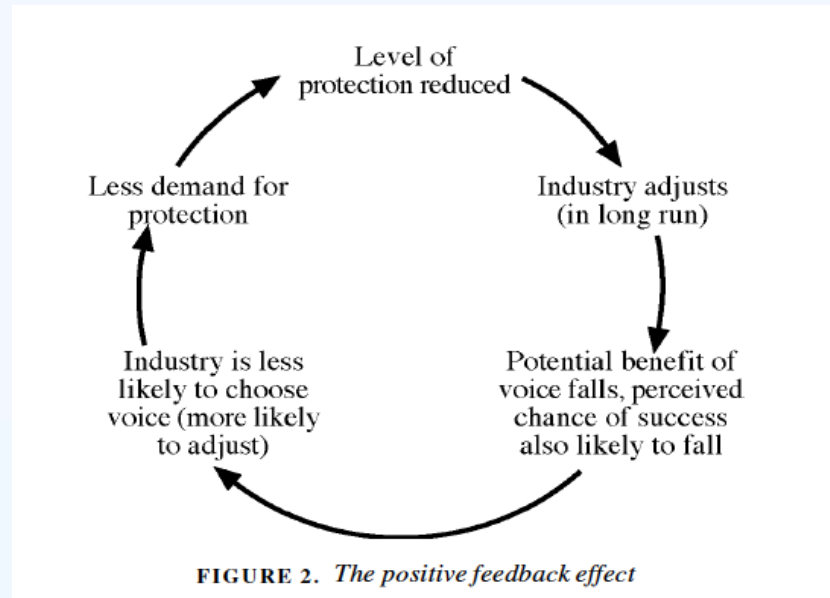 Level of
protection reduced
Industry adjusts
(in long run)
Potential benefit of
voice falls, perceived
chance of success
also likely to fall
Industry is less
likely to choose
voice (more likely
to adjust)
Less demand for
protection
FIGURE 2. The positive feedback effect